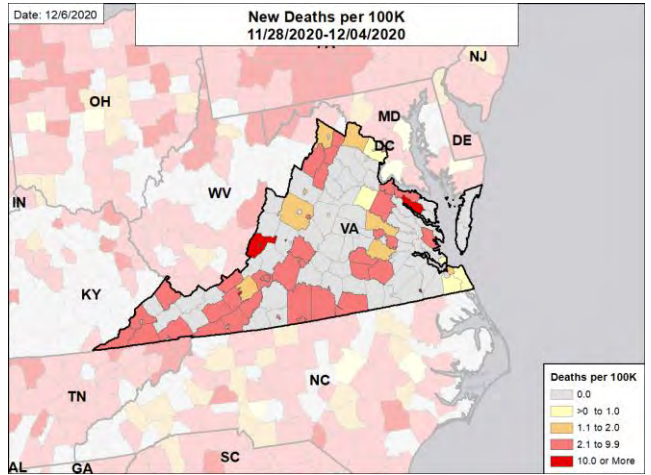 Date: 12/6/2020
New Deaths per 100K
11/28/2020-12/04/2020
PA
NJ
OH
MD
DC
DE
IN
WV
VA
KY
NC
TN
SC
AL
GA
Deaths per 100K
0.0
>0 to 1.0
1.1 to 2.0
2.1 to 9.9
10.0 or More